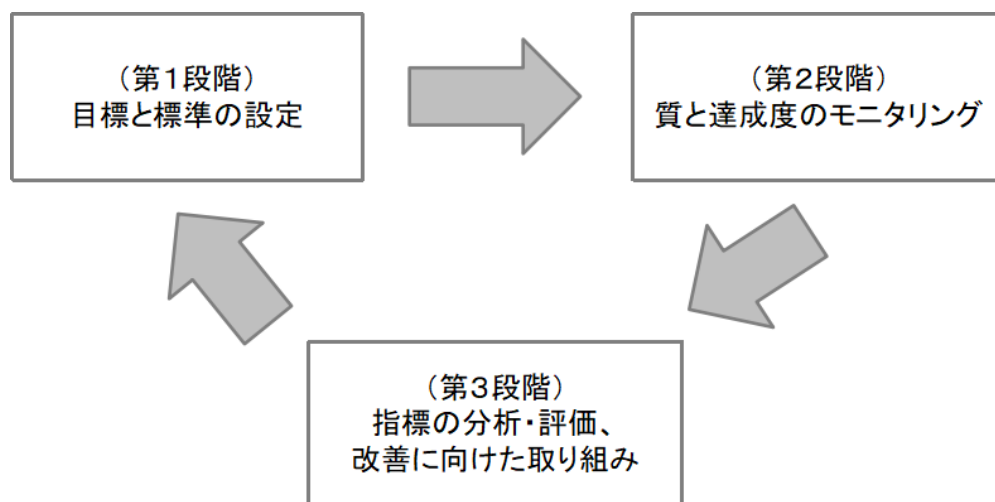 (第1段階)
目標と標準の設定
(第2段階)
質と達成度のモニタリング
(第3段階)
指標の分析・評価、
改善に向けた取り組み